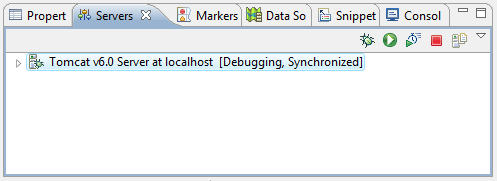 Propert Servers Markers Data So Snippet Consol
Tomcat v6.0 Server at localhost [Debugging, Synchronized]